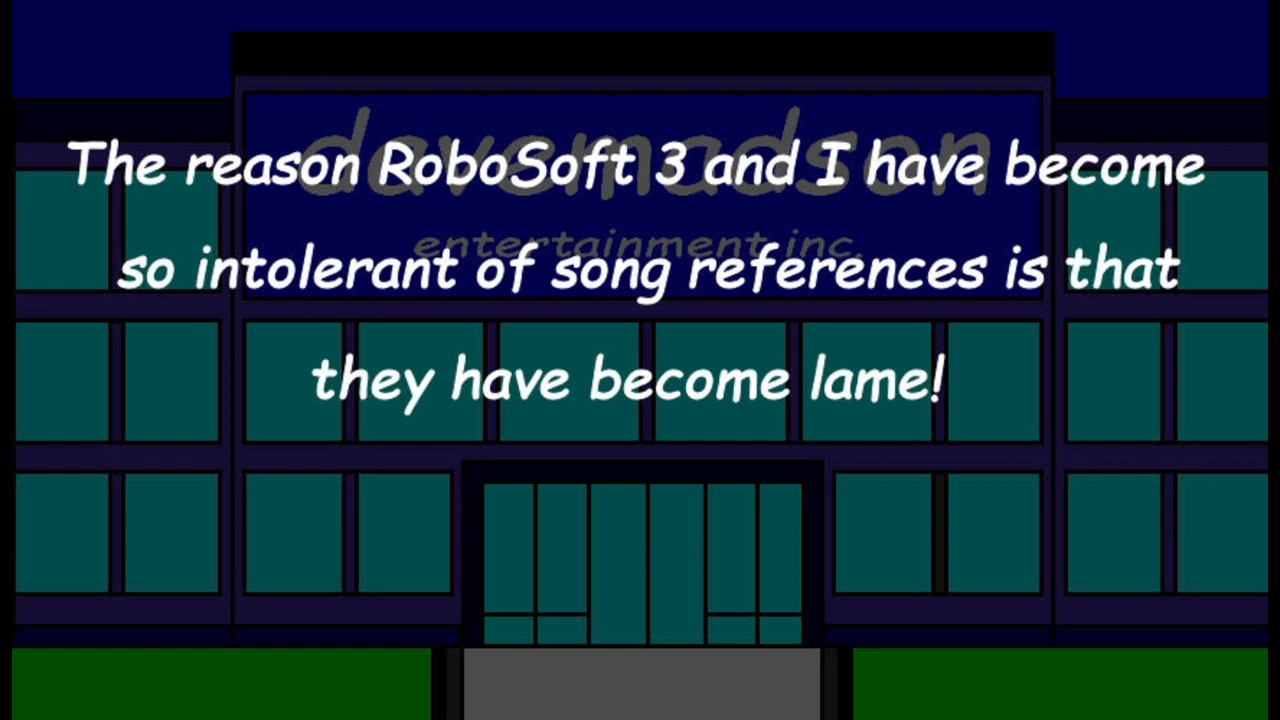 davemadson
The reason RoboSoft 3 and I have become
entertainment inc.
so intolerant of song references is that
they have become lame!